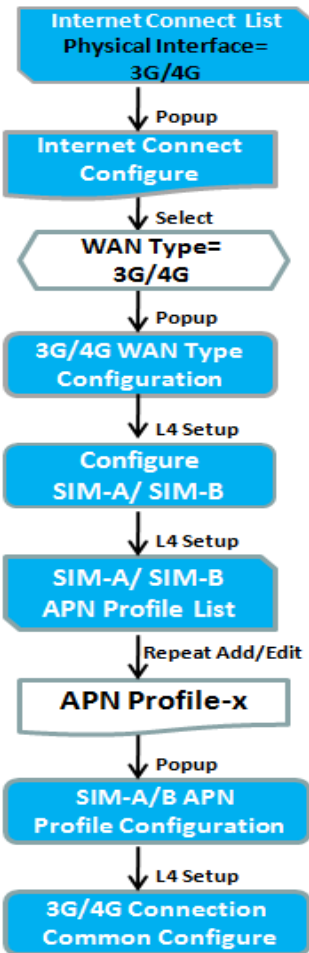 Internet Connect List
Physical Interface=
3G/4G
Popup
Internet Connect
Configure
Select
WAN Type=
3G/4G
Popup
3G/4G WAN Type
Configuration
L4 Setup
Configure
SIM-A/ SIM-B
L4 Setup
SIM-A/ SIM-B
APN Profile List
Repeat Add/Edit
APN Profile-x
Popup
SIM-A/B APN
Profile Configuration
L4 Setup
3G/4G Connection
Common Configure